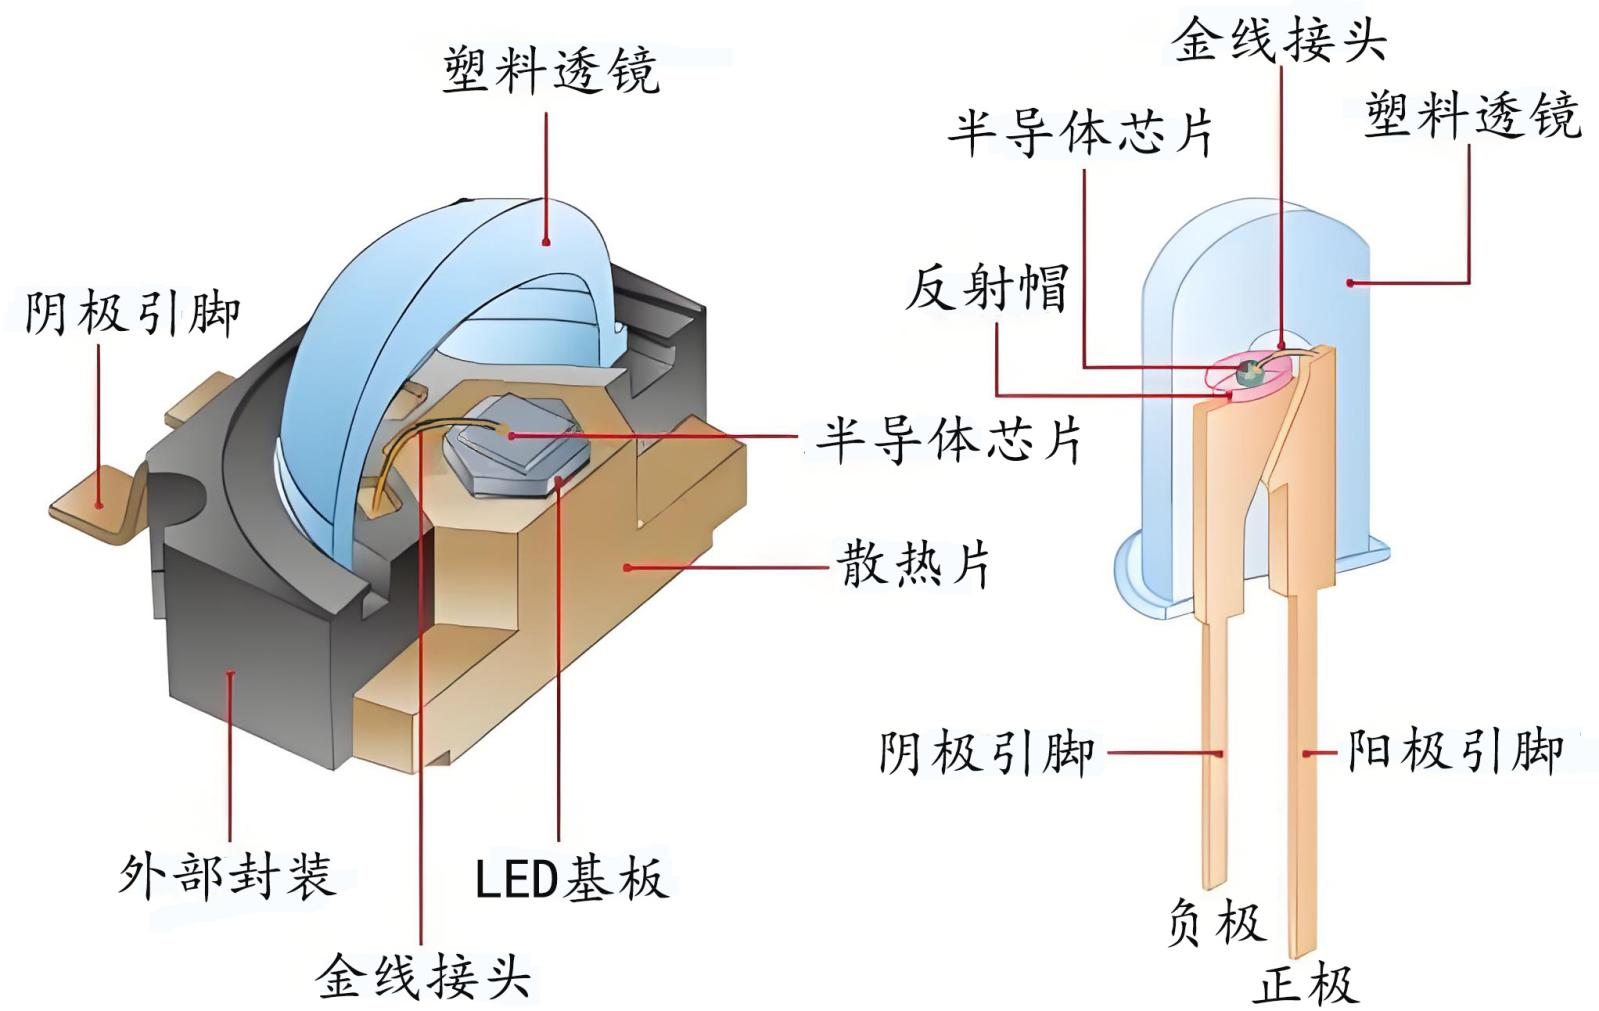 塑料透镜
阴极引脚
半导体芯片
散热片
外部封装
LED基板
金线接头
金线接头
塑料透镜
半导体芯片
反射帽
阴极引脚
阳极引脚
负极
正极